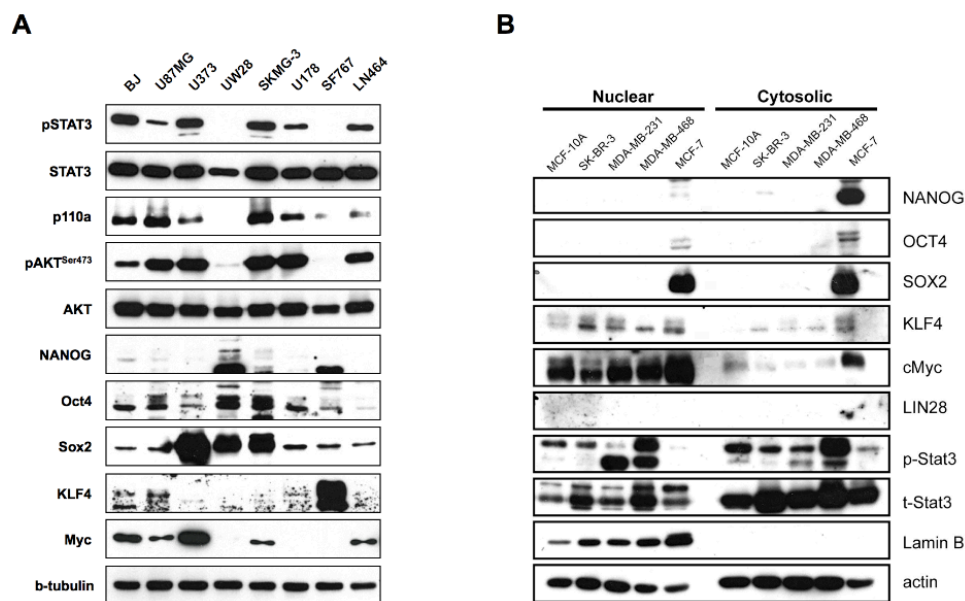 A
BJ U87MG U373 UW28 SKMG-3 U178 SF767 LN464
pSTAT3
STAT3
p110a
pAKTSer473
AKT
NANOG
Oct4
Sox2
KLF4
Myc
b-tubulin
B
Nuclear Cytosolic
MCF-10A SK-BR-3 MDA-MB-231 MDA-MB-468 MCF-7 MCF-10A SK-BR-3 MDA-MB-231 MDA-MB-468 MCF-7
NANOG
OCT4
SOX2
KLF4
cMyc
LIN28
p-Stat3
t-Stat3
Lamin B
actin